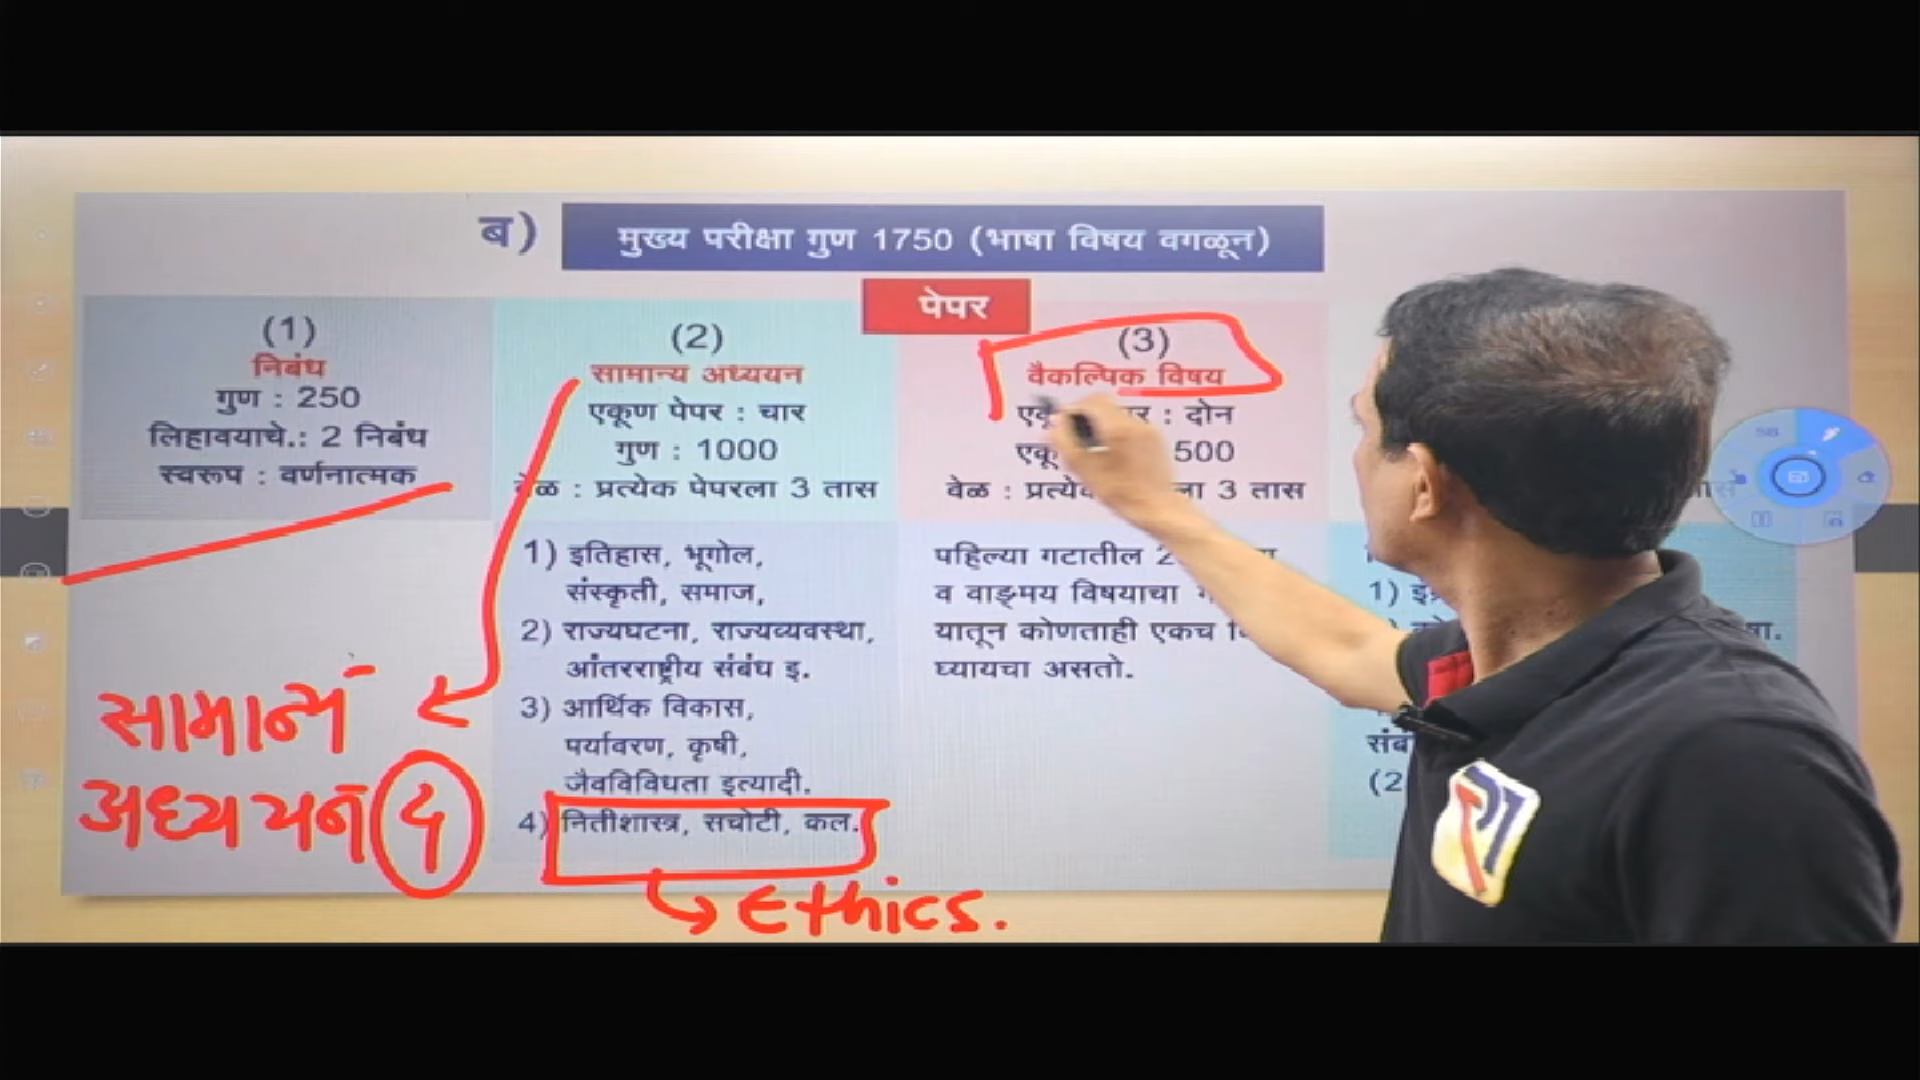 ब)
मुख्य परीक्षा गुण 1750 (भाषा विषय वगळून)
पेपर
(1)
निबंध
गुण : 250
लिहावयाचे.: 2 निबंध
स्वरूप : वर्णनात्मक
(2)
सामान्य अध्ययन
एकूण पेपर : चार
गुण : 1000
वेळ : प्रत्येक पेपरला 3 तास
1) इतिहास, भूगोल,
संस्कृती, समाज,
2) राज्यघटना, राज्यव्यवस्था,
आंतरराष्ट्रीय संबंध इ.
3) आर्थिक विकास,
पर्यावरण, कृषी,
जैवविविधता इत्यादी.
4) नितीशास्त्र, सचोटी, कल.
(3)
वैकल्पिक विषय
: दोन
500
वेळ : 3 तास
पहिल्या गटातील
व वाङ्मय विषयाचा
यातून कोणताही एकच
घ्यायचा असतो.
1)
(2
सामान्य
अध्ययन
Ethics.